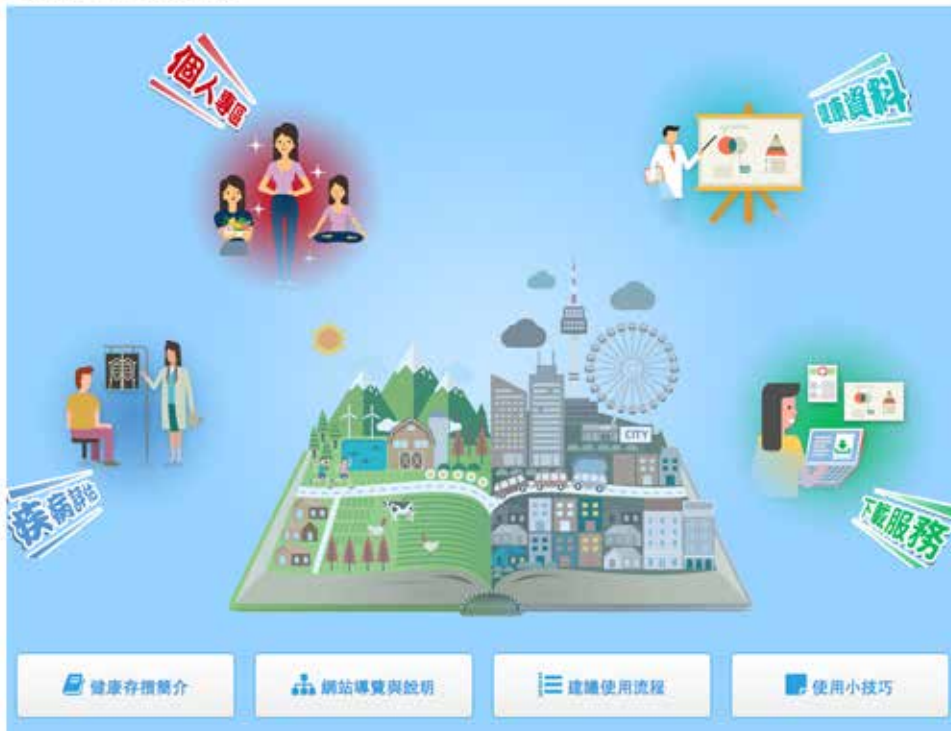 個人專區
健康資料
CITY
疾病評估
下載服務
健康存摺簡介
網站導覽與說明
建議使用流程
使用小技巧